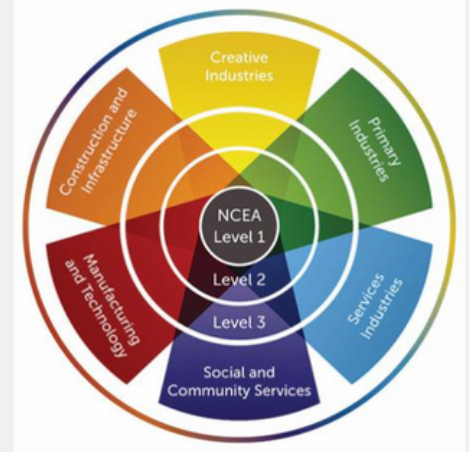 Creative
Industries
Primary
Industries
Services
Industries
Social and
Community Services
Manufacturing
and Technology
Construction and
Infrastructure
NCEA
Level 1
Level 2
Level 3